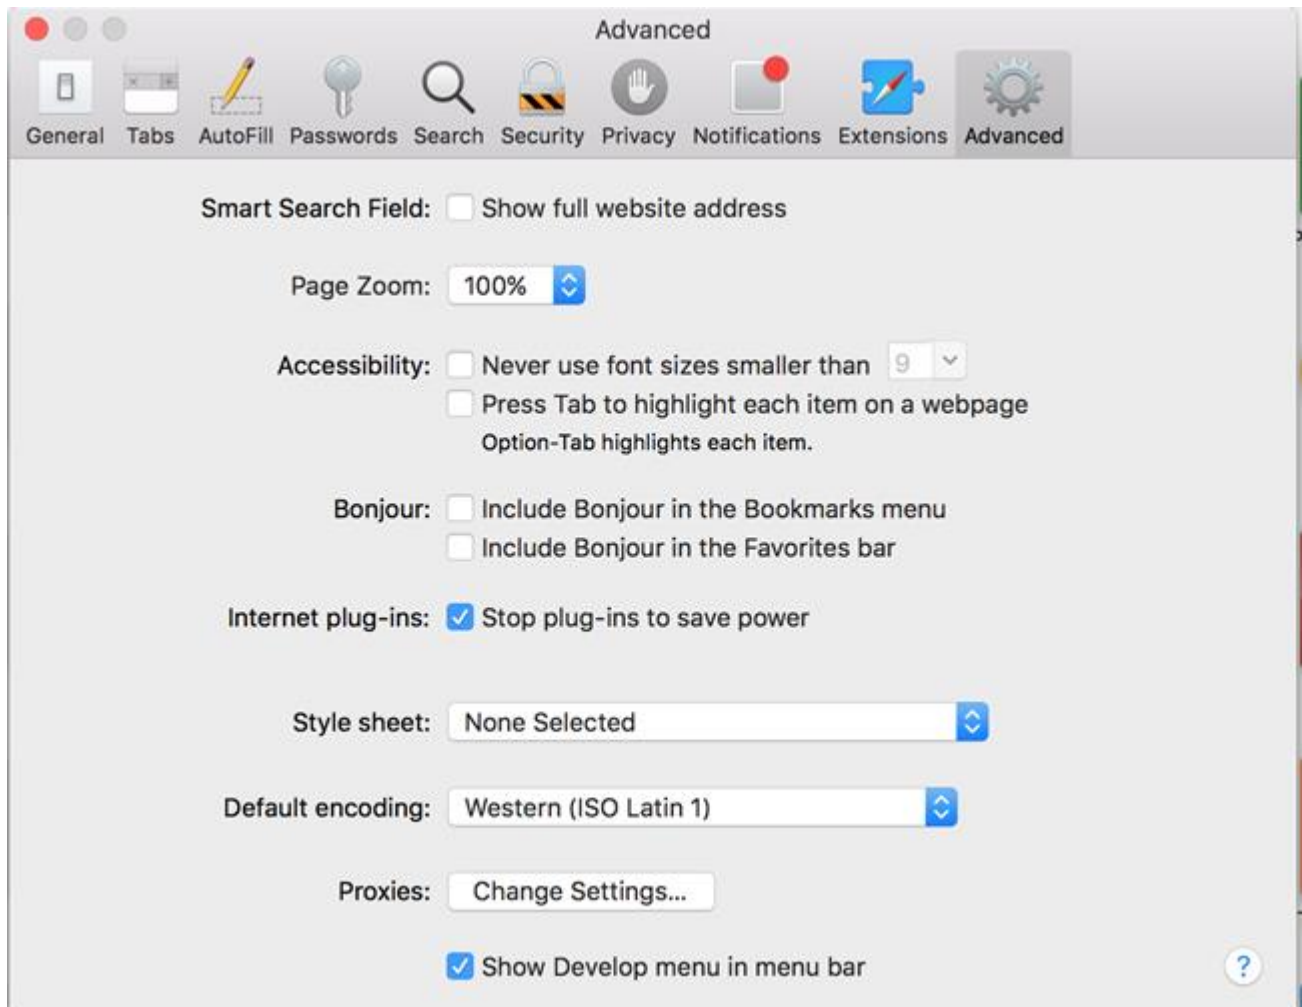 Advanced
General Tabs AutoFill Passwords Search Security Privacy Notifications Extensions Advanced
Smart Search Field: Show full website address
Page Zoom: 100%
Accessibility: Never use font sizes smaller than 9
Press Tab to highlight each item on a webpage
Option-Tab highlights each item.
Bonjour: Include Bonjour in the Bookmarks menu
Include Bonjour in the Favorites bar
Internet plug-ins: Stop plug-ins to save power
Style sheet: None Selected
Default encoding: Western (ISO Latin 1)
Proxies: Change Settings...
Show Develop menu in menu bar
?